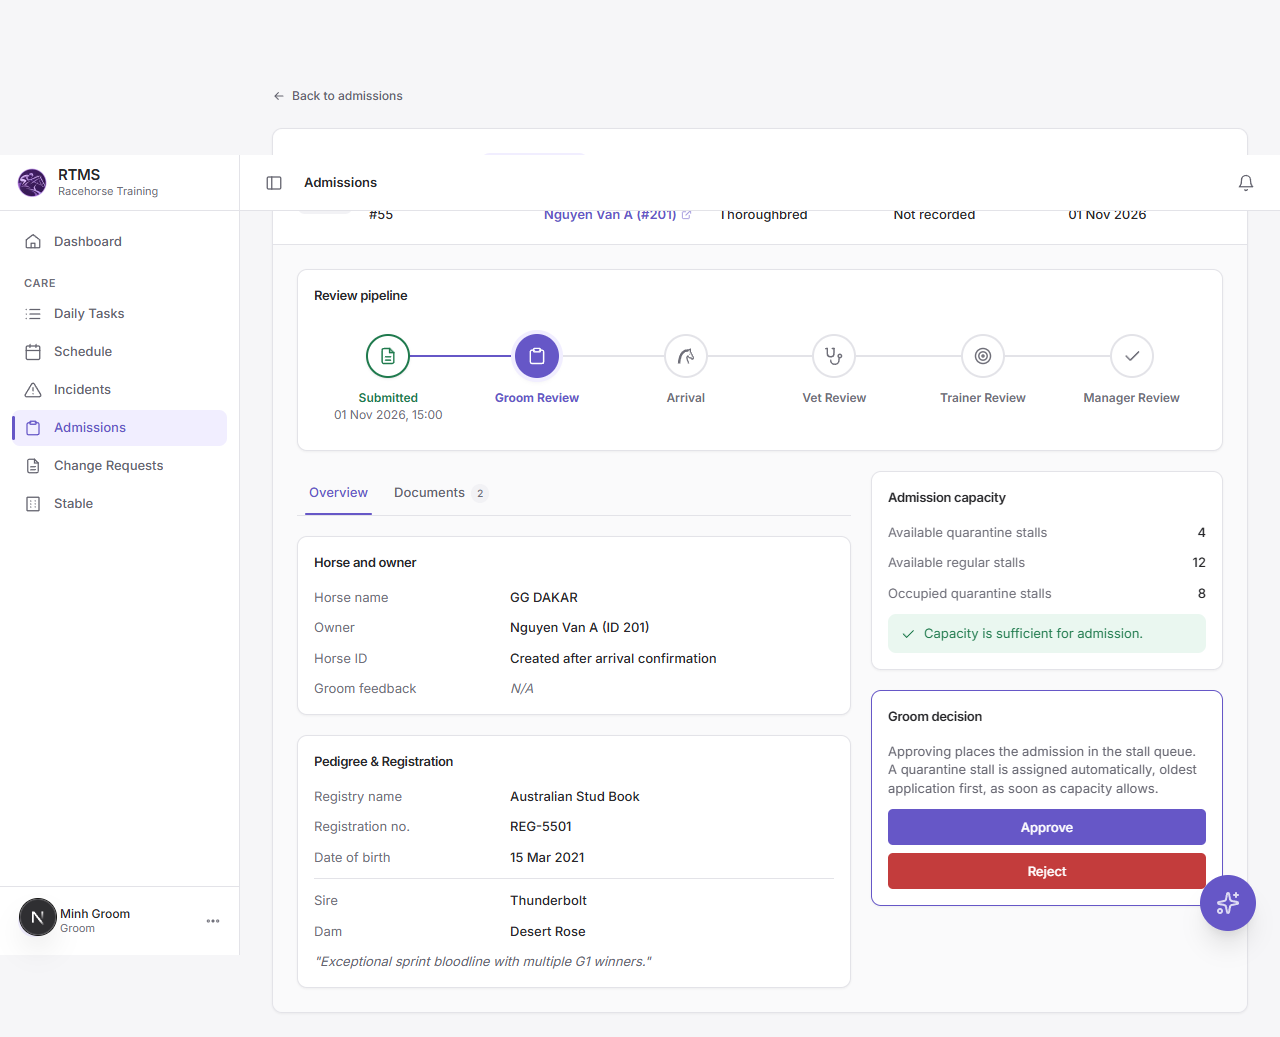 Back to admissions
RTMS
Racehorse Training
Admissions
#55
Nguyen Van A (#201)
Thoroughbred
Not recorded
01 Nov 2026
Dashboard
CARE
Daily Tasks
Schedule
Incidents
Admissions
Change Requests
Stable
Minh Groom
Groom
Review pipeline
Submitted
01 Nov 2026, 15:00
Groom Review
Arrival
Vet Review
Trainer Review
Manager Review
Overview
Documents 2
Horse and owner
Horse name GG DAKAR
Owner Nguyen Van A (ID 201)
Horse ID Created after arrival confirmation
Groom feedback N/A
Pedigree & Registration
Registry name Australian Stud Book
Registration no. REG-5501
Date of birth 15 Mar 2021
Sire Thunderbolt
Dam Desert Rose
"Exceptional sprint bloodline with multiple G1 winners."
Admission capacity
Available quarantine stalls 4
Available regular stalls 12
Occupied quarantine stalls 8
Capacity is sufficient for admission.
Groom decision
Approving places the admission in the stall queue.
A quarantine stall is assigned automatically, oldest
application first, as soon as capacity allows.
Approve
Reject
N